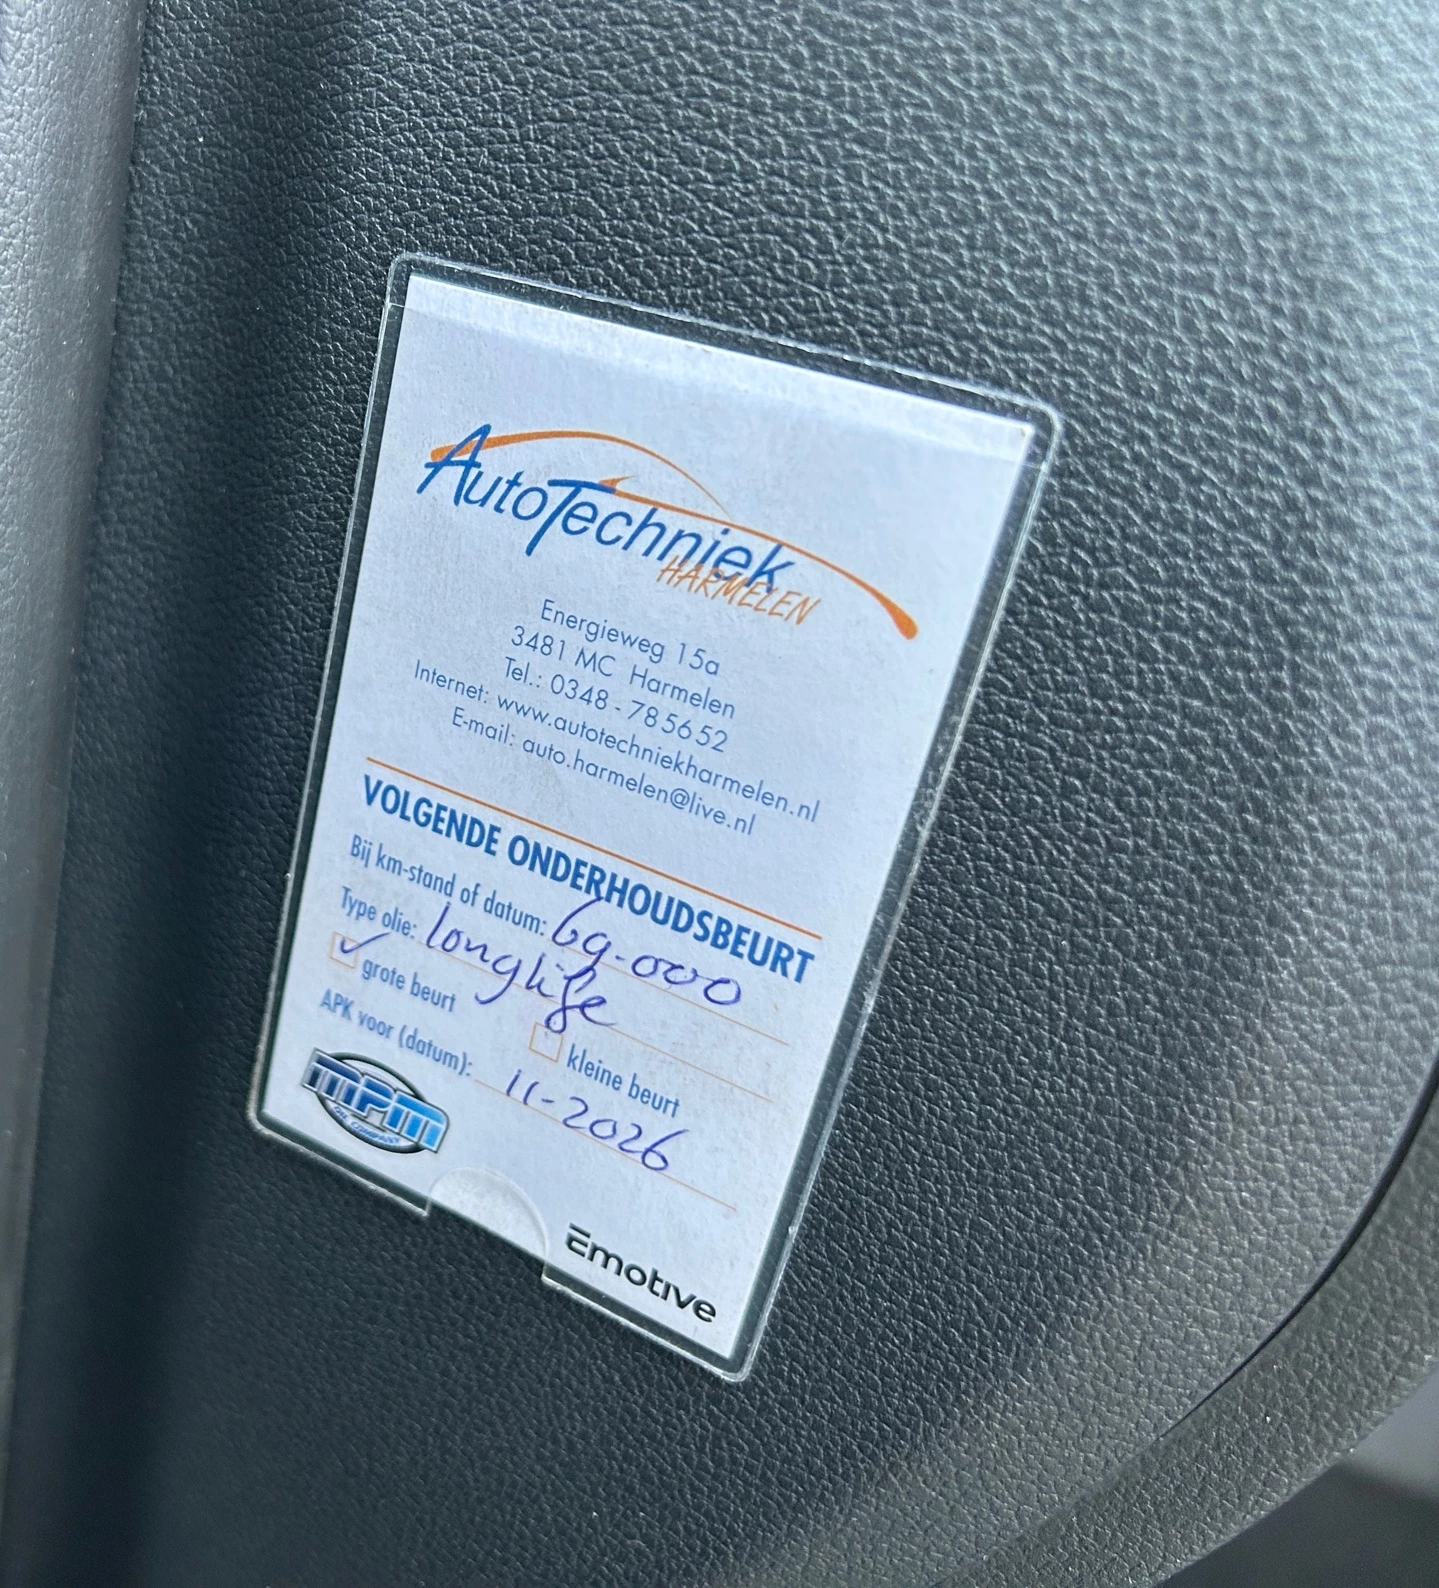 AutoTechniek
HARMELEN
Energieweg 15a
3481 MC Harmelen
Tel.: 0348 - 785652
Internet: www.autotechniekharmelen.nl
E-mail: auto.harmelen@live.nl
VOLGENDE ONDERHOUDSBEURT
Bij km-stand of datum: 69.000
Type olie: longlife
grote beurt
kleine beurt
APK voor (datum): 11-2026
MPM
OIL COMPANY
Emotive